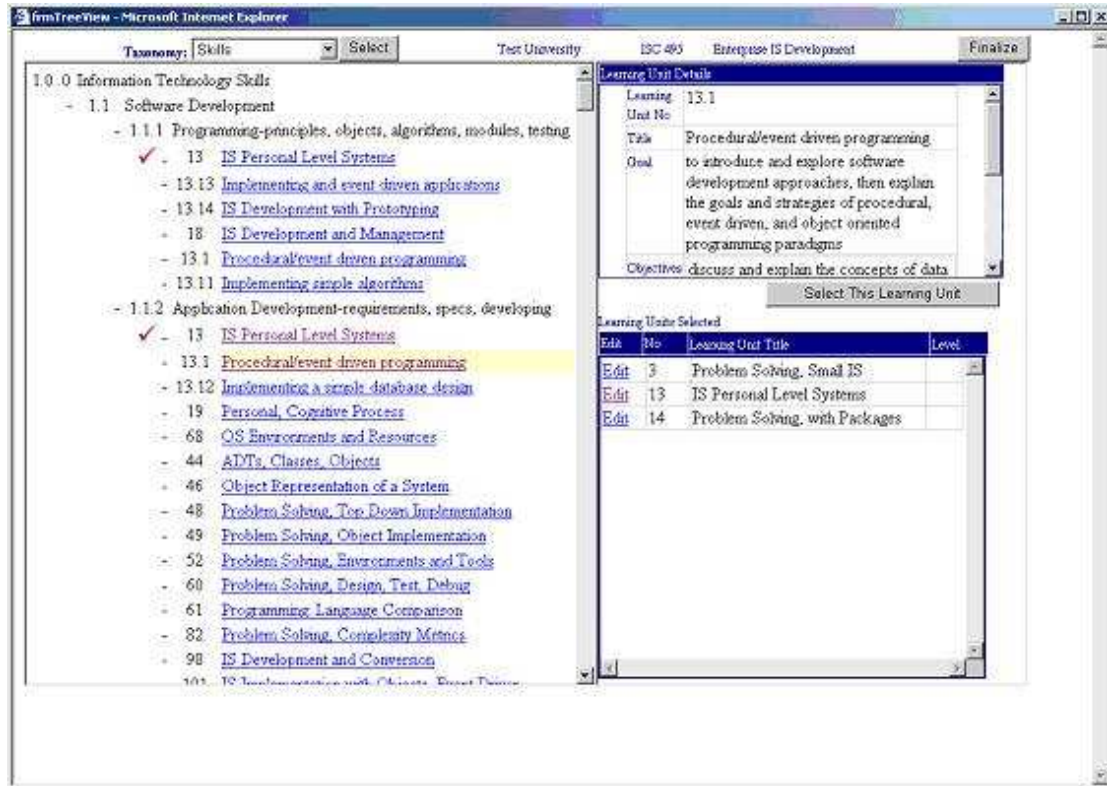 frmTreeView - Microsoft Internet Explorer
Taxonomy: Skills Select Test University ISC 495 Enterprise IS Development Finalize
1.0 .0 Information Technology Skills
- 1.1 Software Development
- 1.1.1 Programming-principles, objects, algorithms, modules, testing
- 13 IS Personal Level Systems
- 13.13 Implementing and event driven applications
- 13.14 IS Development with Prototyping
- 18 IS Development and Management
- 13.1 Procedural/event driven programming
- 13.11 Implementing simple algorithms
- 1.1.2 Application Development-requirements, specs, developing
- 13 IS Personal Level Systems
- 13.1 Procedural/event driven programming
- 13.12 Implementing a simple database design
- 19 Personal, Cognitive Process
- 68 OS Environments and Resources
- 44 ADTs, Classes, Objects
- 46 Object Representation of a System
- 48 Problem Solving, Top Down Implementation
- 49 Problem Solving, Object Implementation
- 52 Problem Solving, Environments and Tools
- 60 Problem Solving, Design, Test, Debug
- 61 Programming Language Comparison
- 82 Problem Solving, Complexity Metrics
- 98 IS Development and Conversion
101 IS Implementation with Objects, Event Driven
Learning Unit Details
Learning 13.1
Unit No
Title Procedural/event driven programming
Goal to introduce and explore software
development approaches, then explain
the goals and strategies of procedural,
event driven, and object oriented
programming paradigms
Objectives discuss and explain the concepts of data
Select This Learning Unit
Learning Units Selected
Edit No Learning Unit Title Level
Edit 3 Problem Solving, Small IS
Edit 13 IS Personal Level Systems
Edit 14 Problem Solving, with Packages